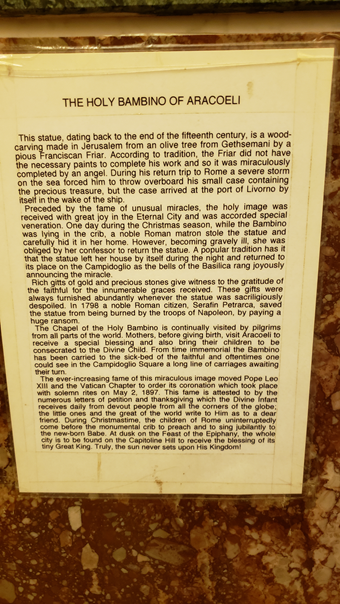 THE HOLY BAMBINO OF ARACOELI
This statue, dating back to the end of the fifteenth century, is a wood-
carving made in Jerusalem from an olive tree from Gethsemani by a
pious Franciscan Friar. According to tradition, the Friar did not have
the necessary paints to complete his work and so it was miraculously
completed by an angel. During his return trip to Rome a severe storm
on the sea forced him to throw overboard his small case containing
the precious treasure, but the case arrived at the port of Livorno by
itself in the wake of the ship.
Preceded by the fame of unusual miracles, the holy image was
received with great joy in the Eternal City and was accorded special
veneration. One day during the Christmas season, while the Bambino
was lying in the crib, a noble Roman matron stole the statue and
carefully hid it in her home. However, becoming gravely ill, she was
obliged by her confessor to return the statue. A popular tradition has it
that the statue left her house by itself during the night and returned to
its place on the Campidoglio as the bells of the Basilica rang joyously
announcing the miracle.
Rich gifts of gold and precious stones give witness to the gratitude of
the faithful for the innumerable graces received. These gifts were
always furnished abundantly whenever the statue was sacriligiously
despoiled. In 1798 a noble Roman citizen, Serafin Petrarca, saved
the statue from being burned by the troops of Napoleon, by paying a
huge ransom.
The Chapel of the Holy Bambino is continually visited by pilgrims
from all parts of the world. Mothers, before giving birth, visit Aracoeli to
receive a special blessing and also bring their children to be
consecrated to the Divine Child. From time immemorial the Bambino
has been carried to the sick-bed of the faithful and oftentimes one
could see in the Campidoglio Square a long line of carriages awaiting
their turn.
The ever-increasing fame of this miraculous image moved Pope Leo
XIII and the Vatican Chapter to order its coronation which took place
with solemn rites on May 2, 1897. This fame is attested to by the
numerous letters of petition and thanksgiving which the Divine Infant
receives daily from devout people from all the corners of the globe;
the little ones and the great of the world write to Him as to a dear
friend. During Christmastime, the children of Rome uninterruptedly
come before the monumental crib to preach and to sing jubilantly to
the new-born Babe. At dusk on the Feast of the Epiphany, the whole
city is to be found on the Capitoline Hill to receive the blessing of its
tiny Great King. Truly, the sun never sets upon His Kingdom!